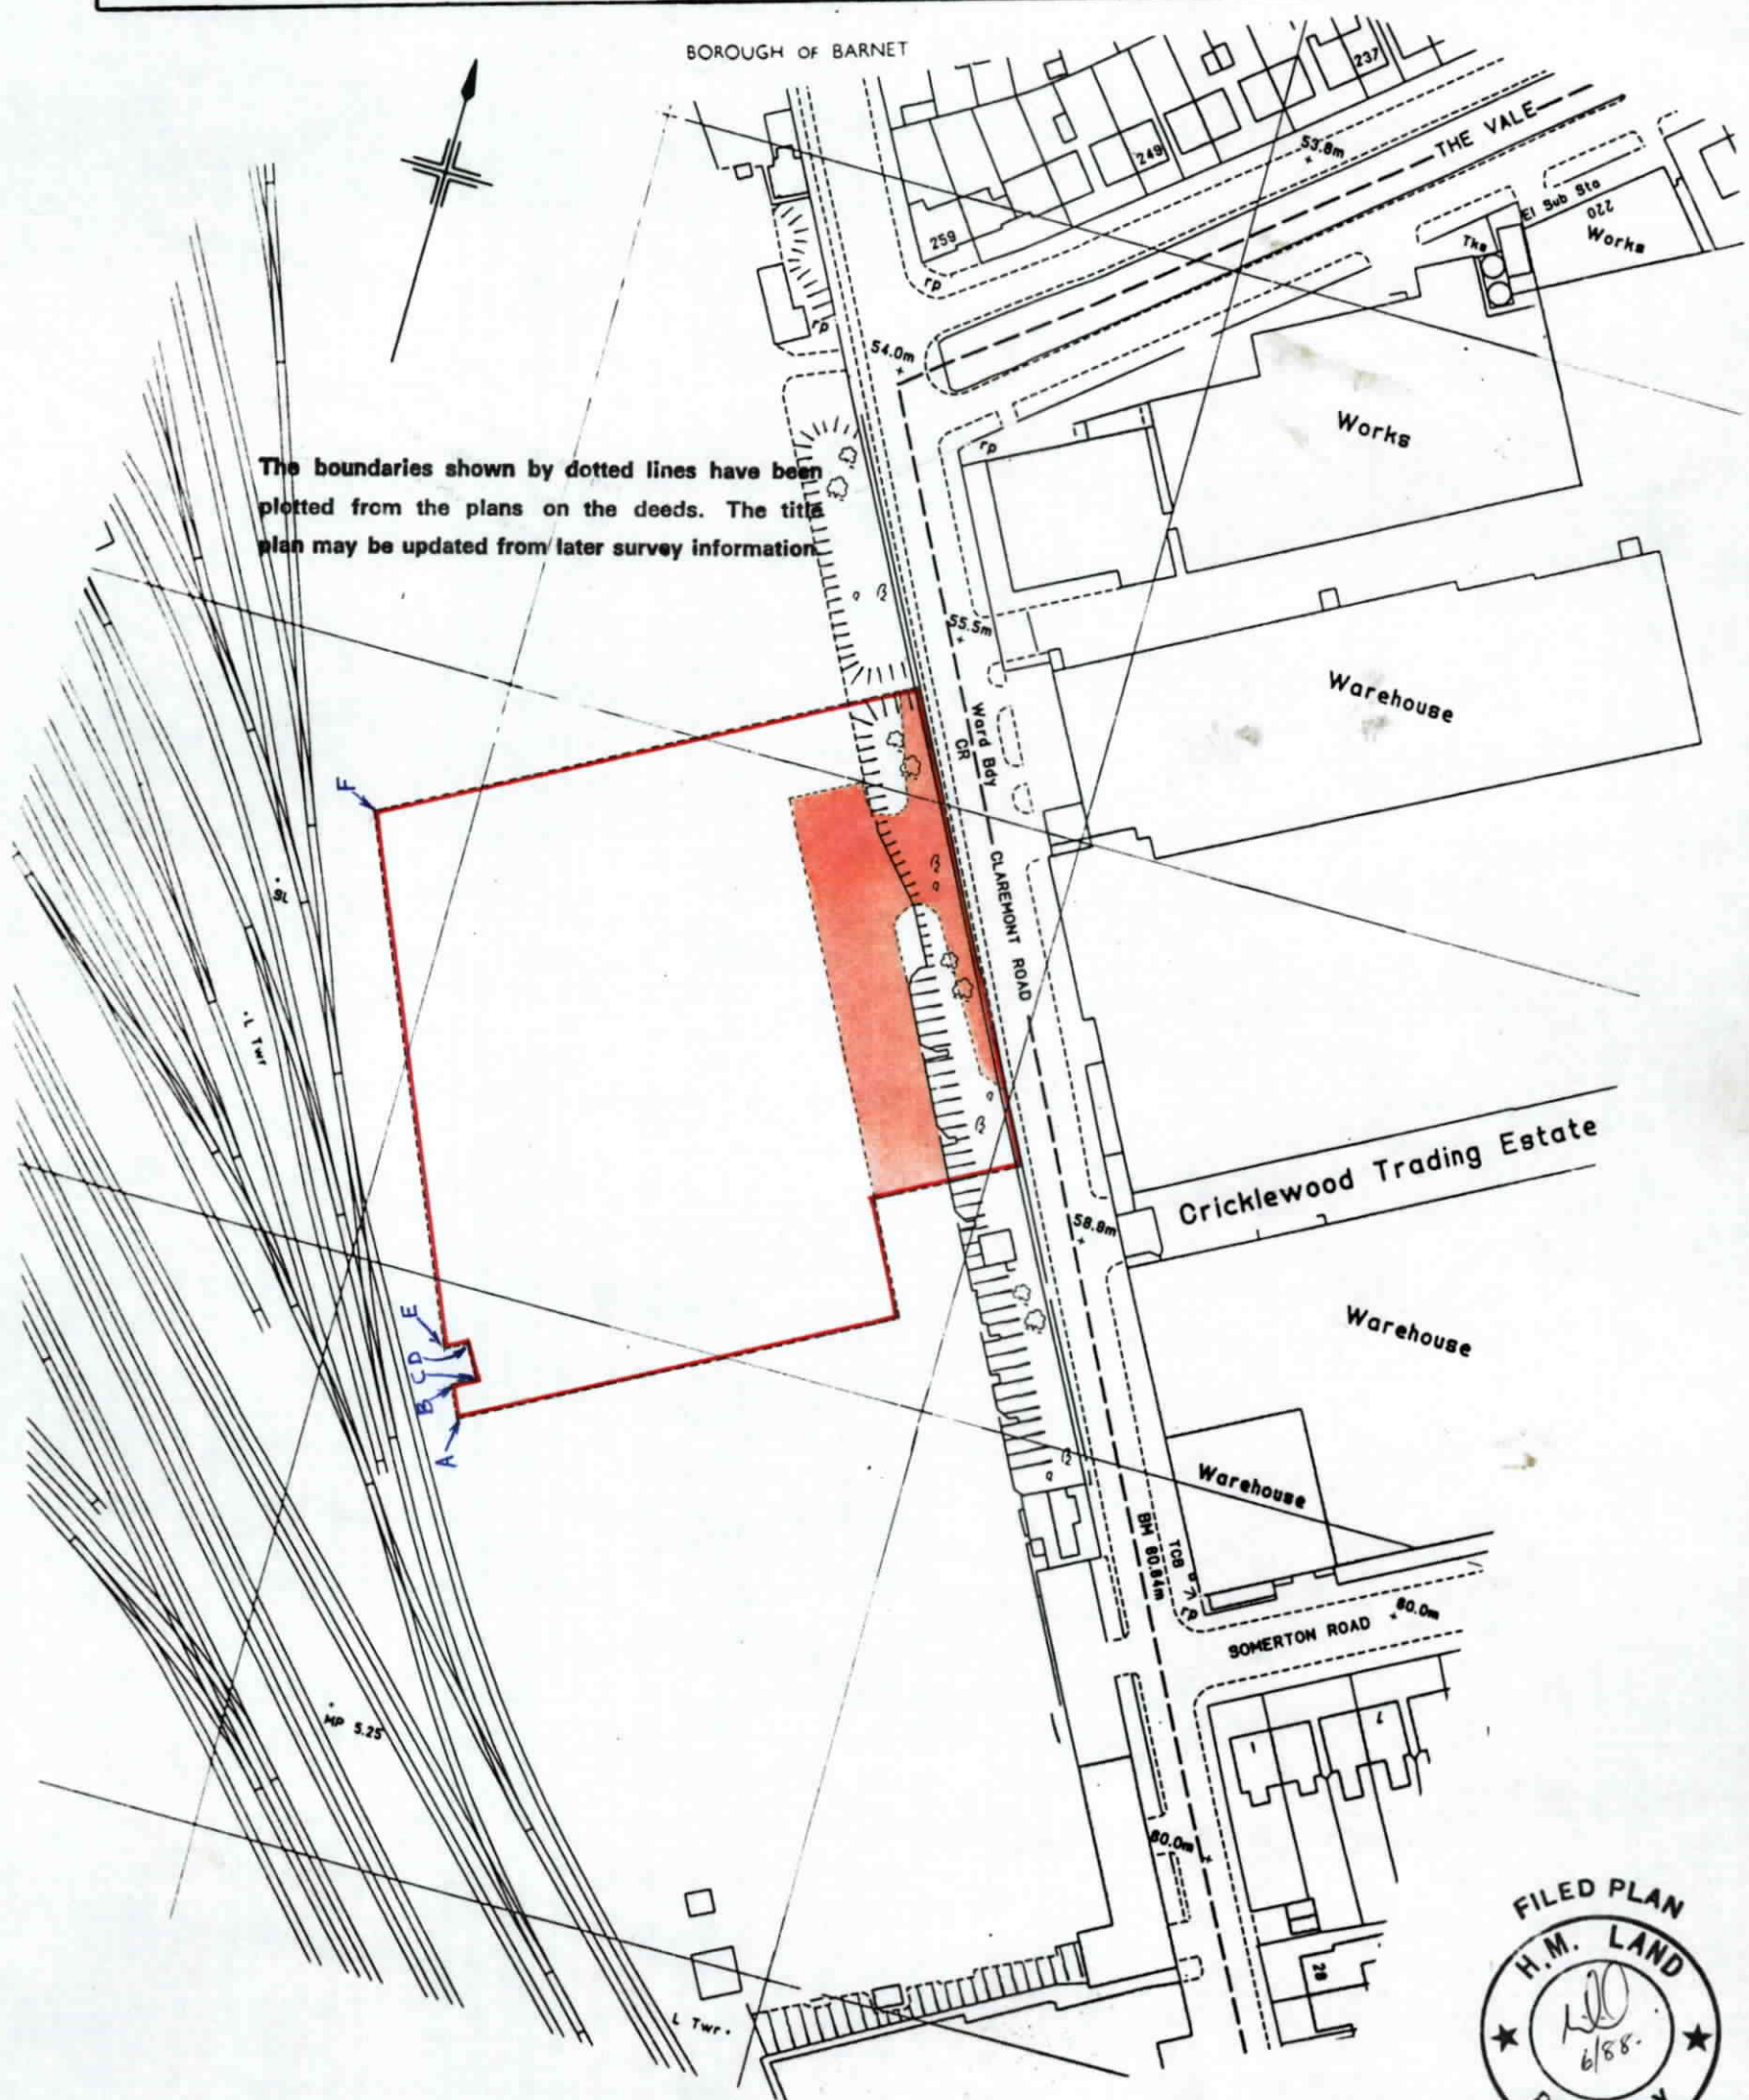 BOROUGH OF BARNET
237
THE VALE
53.8m
249
El Sub Sta
220
Works
Tks
259
rp
rp
54.0m
Works
rp
The boundaries shown by dotted lines have been
plotted from the plans on the deeds. The title
plan may be updated from later survey information
55.5m
Warehouse
Ward Bdy
CR
F
CLAREMONT ROAD
SL
L Twr
Cricklewood Trading Estate
58.8m
E
D
C
B
A
Warehouse
Warehouse
TCB
BM 60.84m
rp
60.0m
SOMERTON ROAD
MP 5.25
1
60.0m
28
L Twr
FILED PLAN
H.M. LAND
6/88.